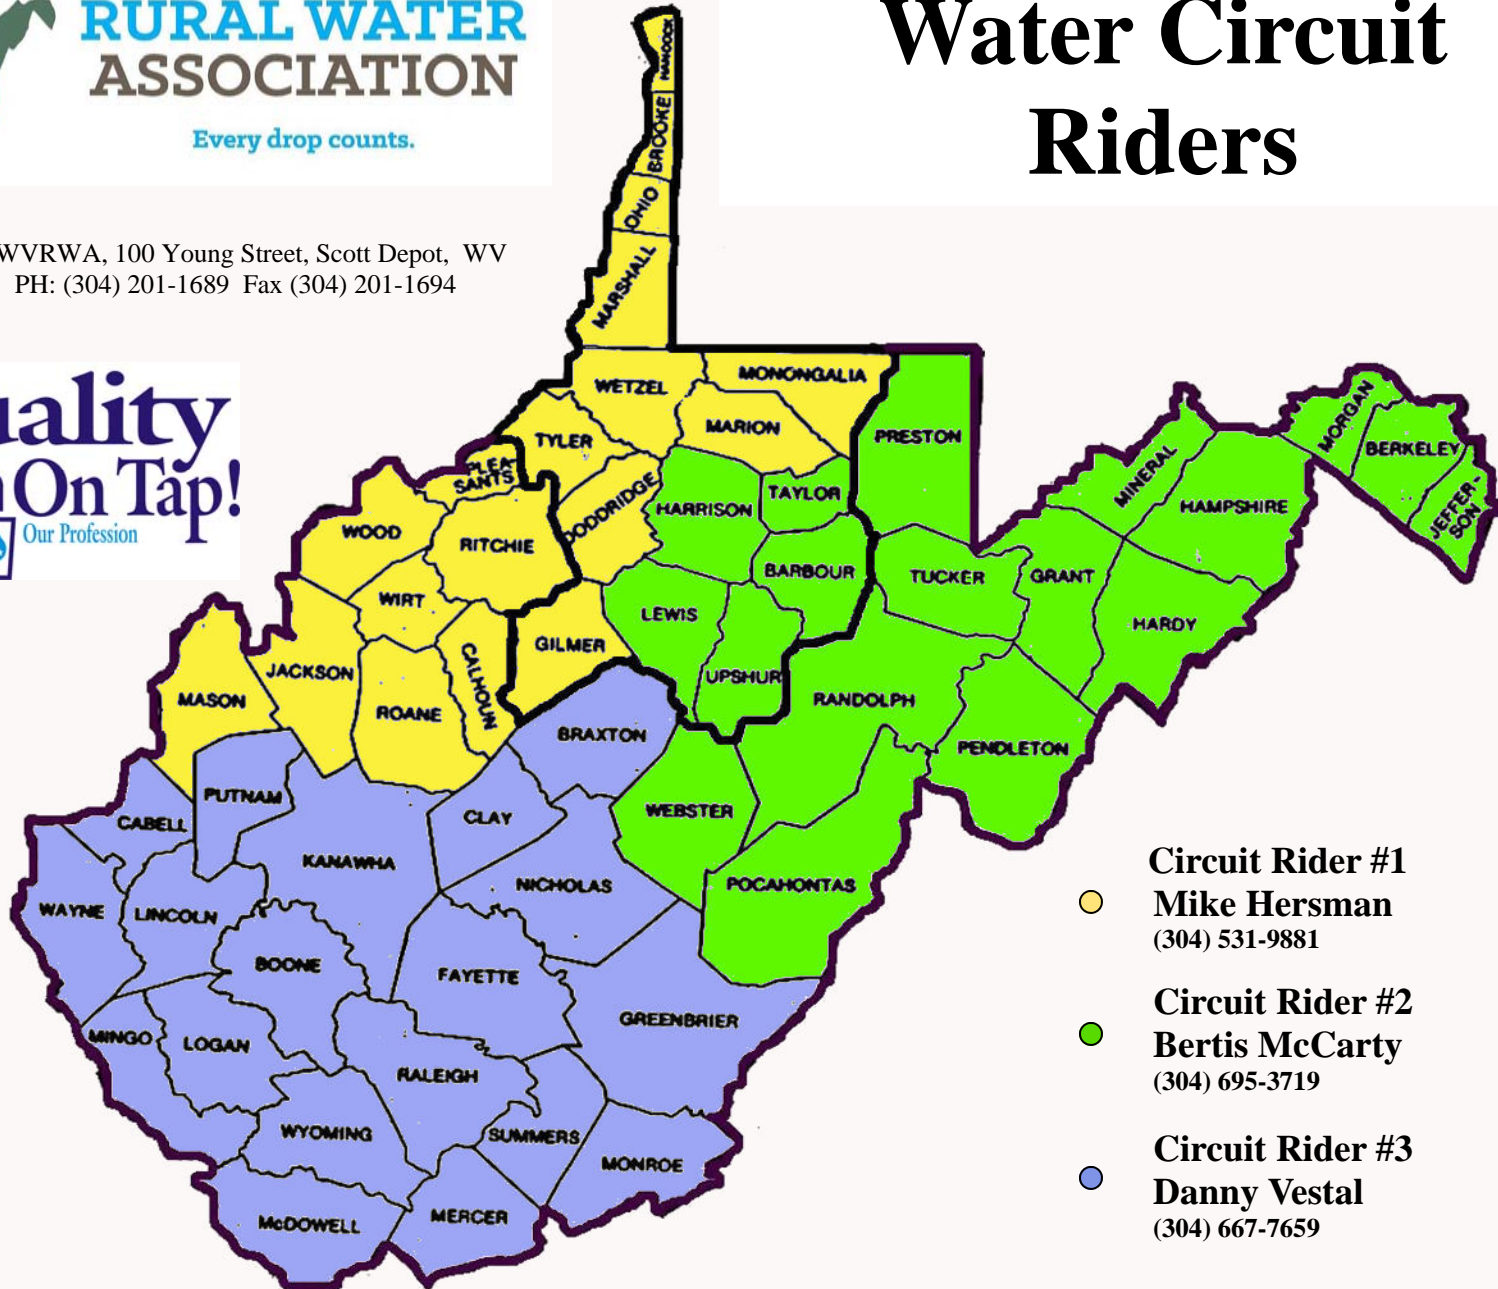 RURAL WATER
ASSOCIATION
Every drop counts.
Water Circuit
Riders
WVRWA, 100 Young Street, Scott Depot, WV
PH: (304) 201-1689 Fax (304) 201-1694
uality
On Tap!
Our Profession
HANCOCK
BROOKE
OHIO
MARSHALL
WETZEL
MONONGALIA
MARION
TYLER
PLEA-
SANTS
DODDRIDGE
HARRISON
TAYLOR
PRESTON
MINERAL
MORGAN
BERKELEY
JEFFER-
SON
HAMPSHIRE
WOOD
RITCHIE
BARBOUR
TUCKER
GRANT
HARDY
WIRT
LEWIS
GILMER
CALHOUN
UPSHUR
RANDOLPH
PENDLETON
JACKSON
MASON
ROANE
BRAXTON
WEBSTER
PUTNAM
CABELL
CLAY
KANAWHA
NICHOLAS
POCAHONTAS
WAYNE
LINCOLN
BOONE
FAYETTE
GREENBRIER
MINGO
LOGAN
RALEIGH
WYOMING
SUMMERS
MONROE
McDOWELL
MERCER
Circuit Rider #1
Mike Hersman
(304) 531-9881
Circuit Rider #2
Bertis McCarty
(304) 695-3719
Circuit Rider #3
Danny Vestal
(304) 667-7659